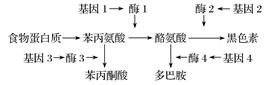 基因1→酶1 酶2←基因2
食物蛋白质→苯丙氨酸→酪氨酸→黑色素
基因3→酶3→ ←酶4←基因4
苯丙酮酸 多巴胺